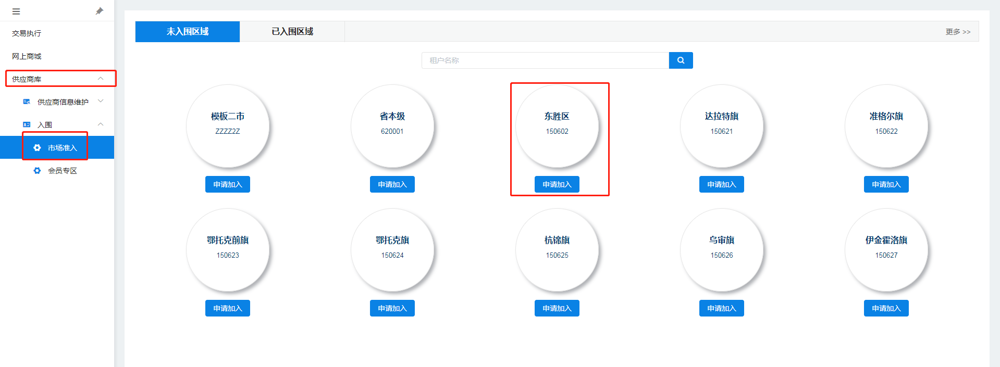 交易执行
网上商城
供应商库
供应商信息维护
入围
市场准入
会员专区
未入围区域
已入围区域
更多 >>
租户名称
模板二市
ZZZZ2Z
申请加入
省本级
620001
申请加入
东胜区
150602
申请加入
达拉特旗
150621
申请加入
准格尔旗
150622
申请加入
鄂托克前旗
150623
申请加入
鄂托克旗
150624
申请加入
杭锦旗
150625
申请加入
乌审旗
150626
申请加入
伊金霍洛旗
150627
申请加入